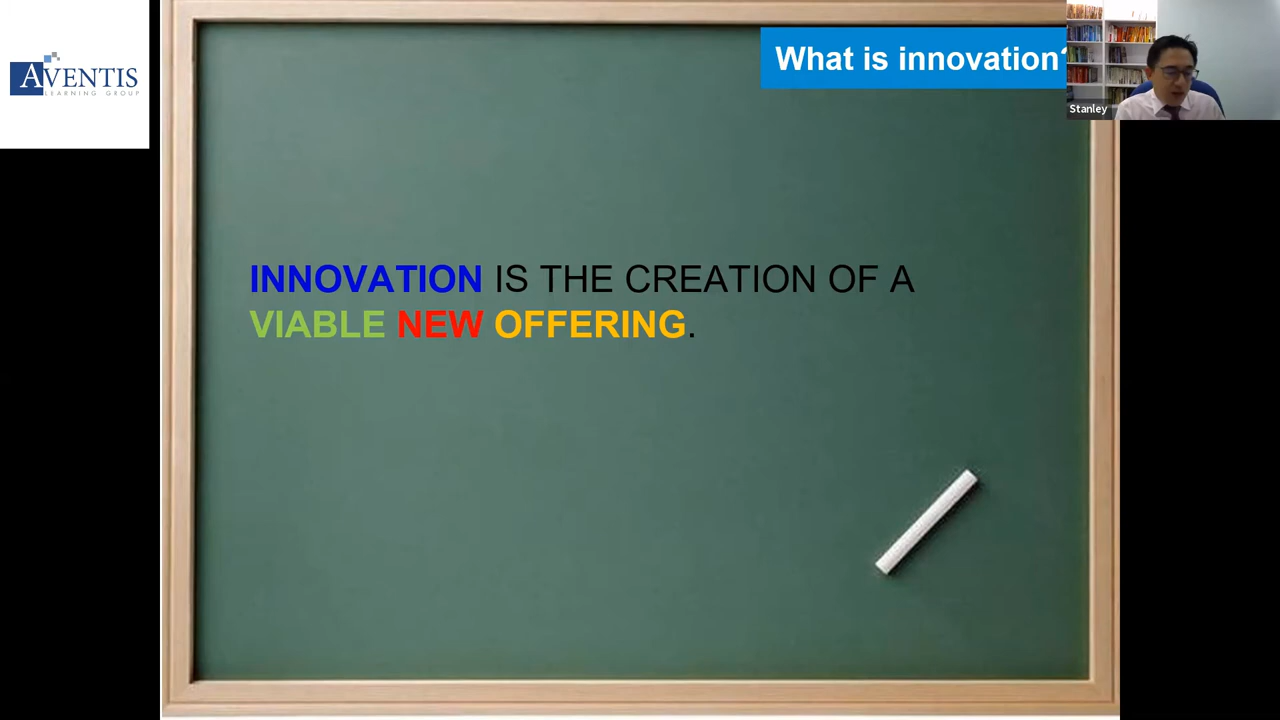 AVENTIS
LEARNING GROUP
What is innovation?
Stanley
INNOVATION IS THE CREATION OF A
VIABLE NEW OFFERING.